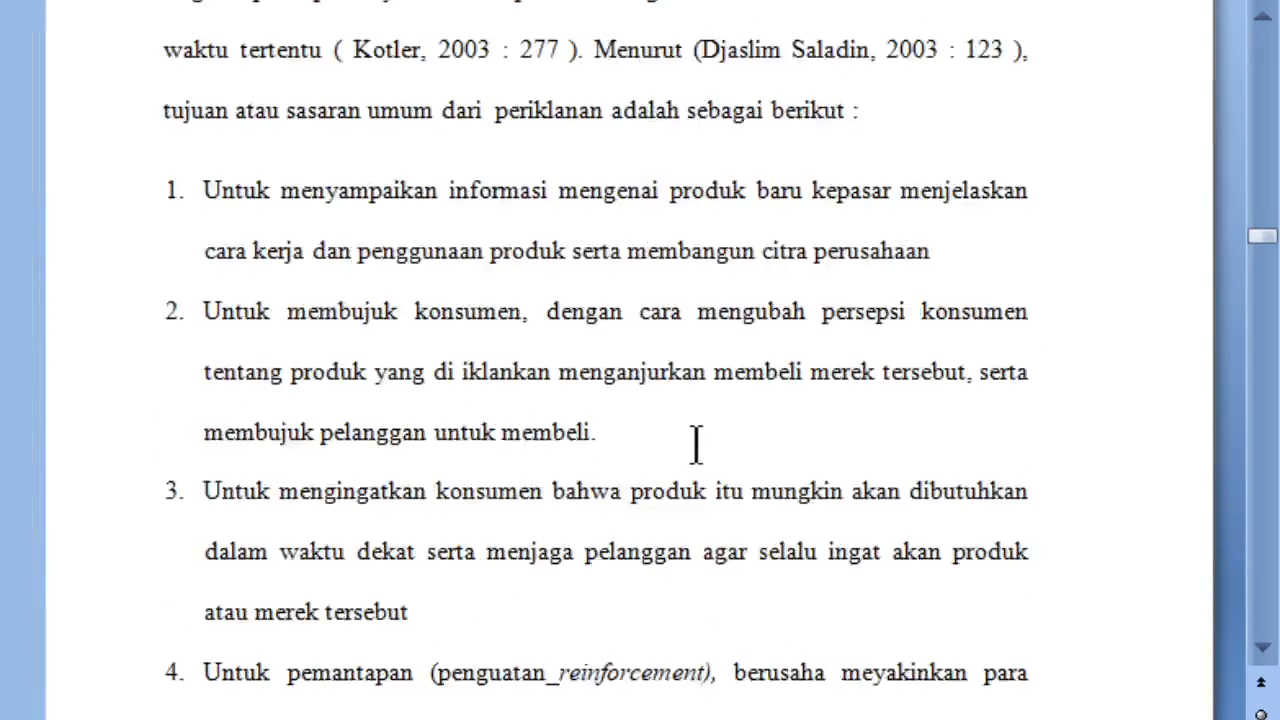 waktu tertentu ( Kotler, 2003 : 277 ). Menurut (Djaslim Saladin, 2003 : 123 ),
tujuan atau sasaran umum dari periklanan adalah sebagai berikut :
1. Untuk menyampaikan informasi mengenai produk baru kepasar menjelaskan
cara kerja dan penggunaan produk serta membangun citra perusahaan
2. Untuk membujuk konsumen, dengan cara mengubah persepsi konsumen
tentang produk yang di iklankan menganjurkan membeli merek tersebut, serta
membujuk pelanggan untuk membeli.
3. Untuk mengingatkan konsumen bahwa produk itu mungkin akan dibutuhkan
dalam waktu dekat serta menjaga pelanggan agar selalu ingat akan produk
atau merek tersebut
4. Untuk pemantapan (penguatan_reinforcement), berusaha meyakinkan para